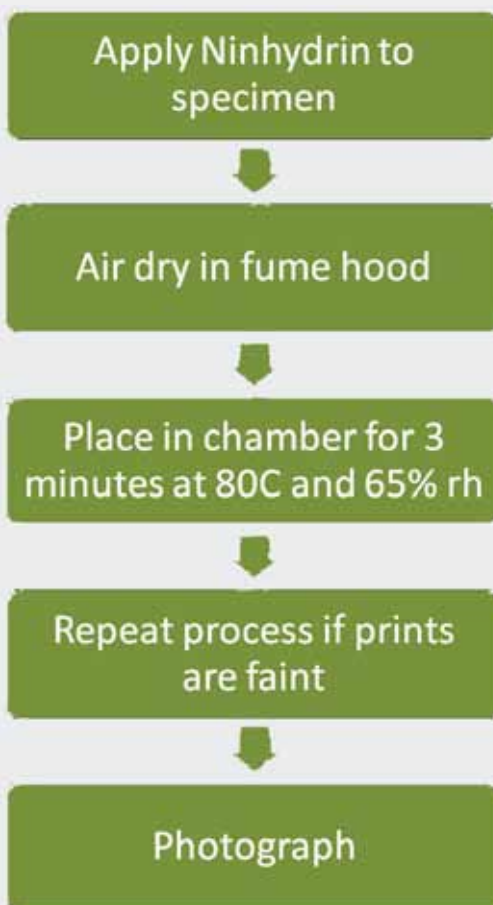 Apply Ninhydrin to
specimen
Air dry in fume hood
Place in chamber for 3
minutes at 80C and 65% rh
Repeat process if prints
are faint
Photograph